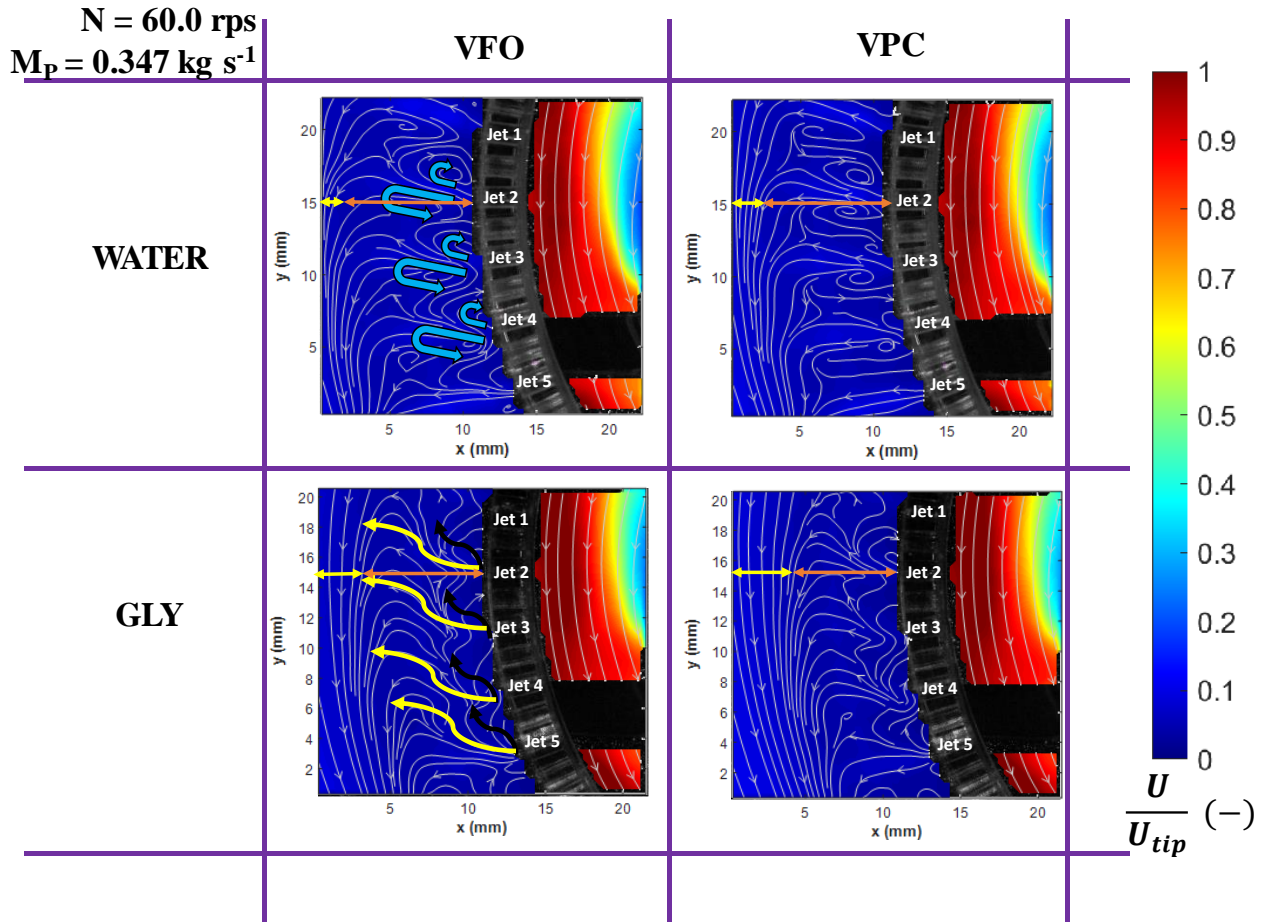 N = 60.0 rps
M_P = 0.347 kg s⁻¹
VFO
VPC
WATER
20
15
10
5
y (mm)
Jet 1
Jet 2
Jet 3
Jet 4
Jet 5
5
10
15
20
x (mm)
20
15
10
5
y (mm)
Jet 1
Jet 2
Jet 3
Jet 4
Jet 5
5
10
15
20
x (mm)
GLY
20
18
16
14
12
10
8
6
4
2
y (mm)
Jet 1
Jet 2
Jet 3
Jet 4
Jet 5
5
10
15
20
x (mm)
20
18
16
14
12
10
8
6
4
2
y (mm)
Jet 1
Jet 2
Jet 3
Jet 4
Jet 5
5
10
15
20
x (mm)
1
0.9
0.8
0.7
0.6
0.5
0.4
0.3
0.2
0.1
0
U
U_tip (−)